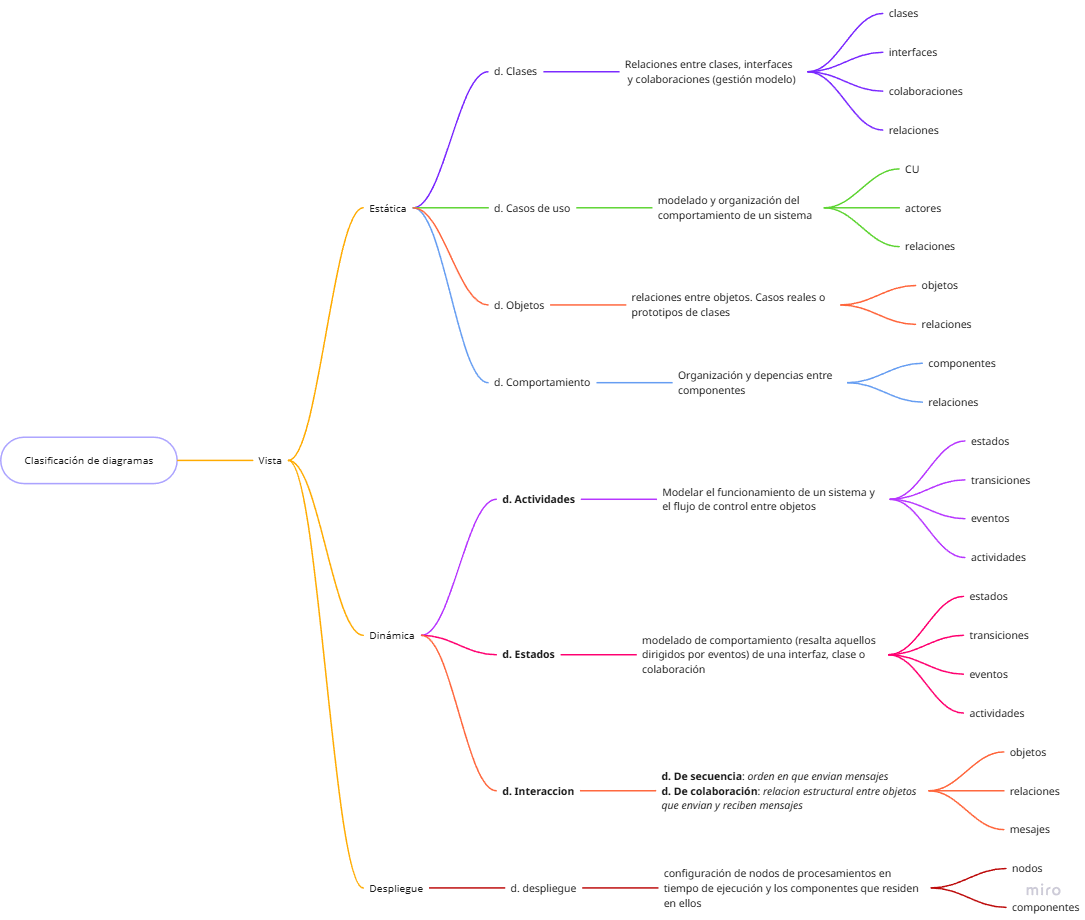 Clasificación de diagramas
Vista
Estática
d. Clases
Relaciones entre clases, interfaces
y colaboraciones (gestión modelo)
clases
interfaces
colaboraciones
relaciones
d. Casos de uso
modelado y organización del
comportamiento de un sistema
CU
actores
relaciones
d. Objetos
relaciones entre objetos. Casos reales o
prototipos de clases
objetos
relaciones
d. Comportamiento
Organización y depencias entre
componentes
componentes
relaciones
Dinámica
d. Actividades
Modelar el funcionamiento de un sistema y
el flujo de control entre objetos
estados
transiciones
eventos
actividades
d. Estados
modelado de comportamiento (resalta aquellos
dirigidos por eventos) de una interfaz, clase o
colaboración
estados
transiciones
eventos
actividades
d. Interaccion
d. De secuencia: orden en que envian mensajes
d. De colaboración: relacion estructural entre objetos
que envian y reciben mensajes
objetos
relaciones
mesajes
Despliegue
d. despliegue
configuración de nodos de procesamientos en
tiempo de ejecución y los componentes que residen
en ellos
nodos
componentes
miro